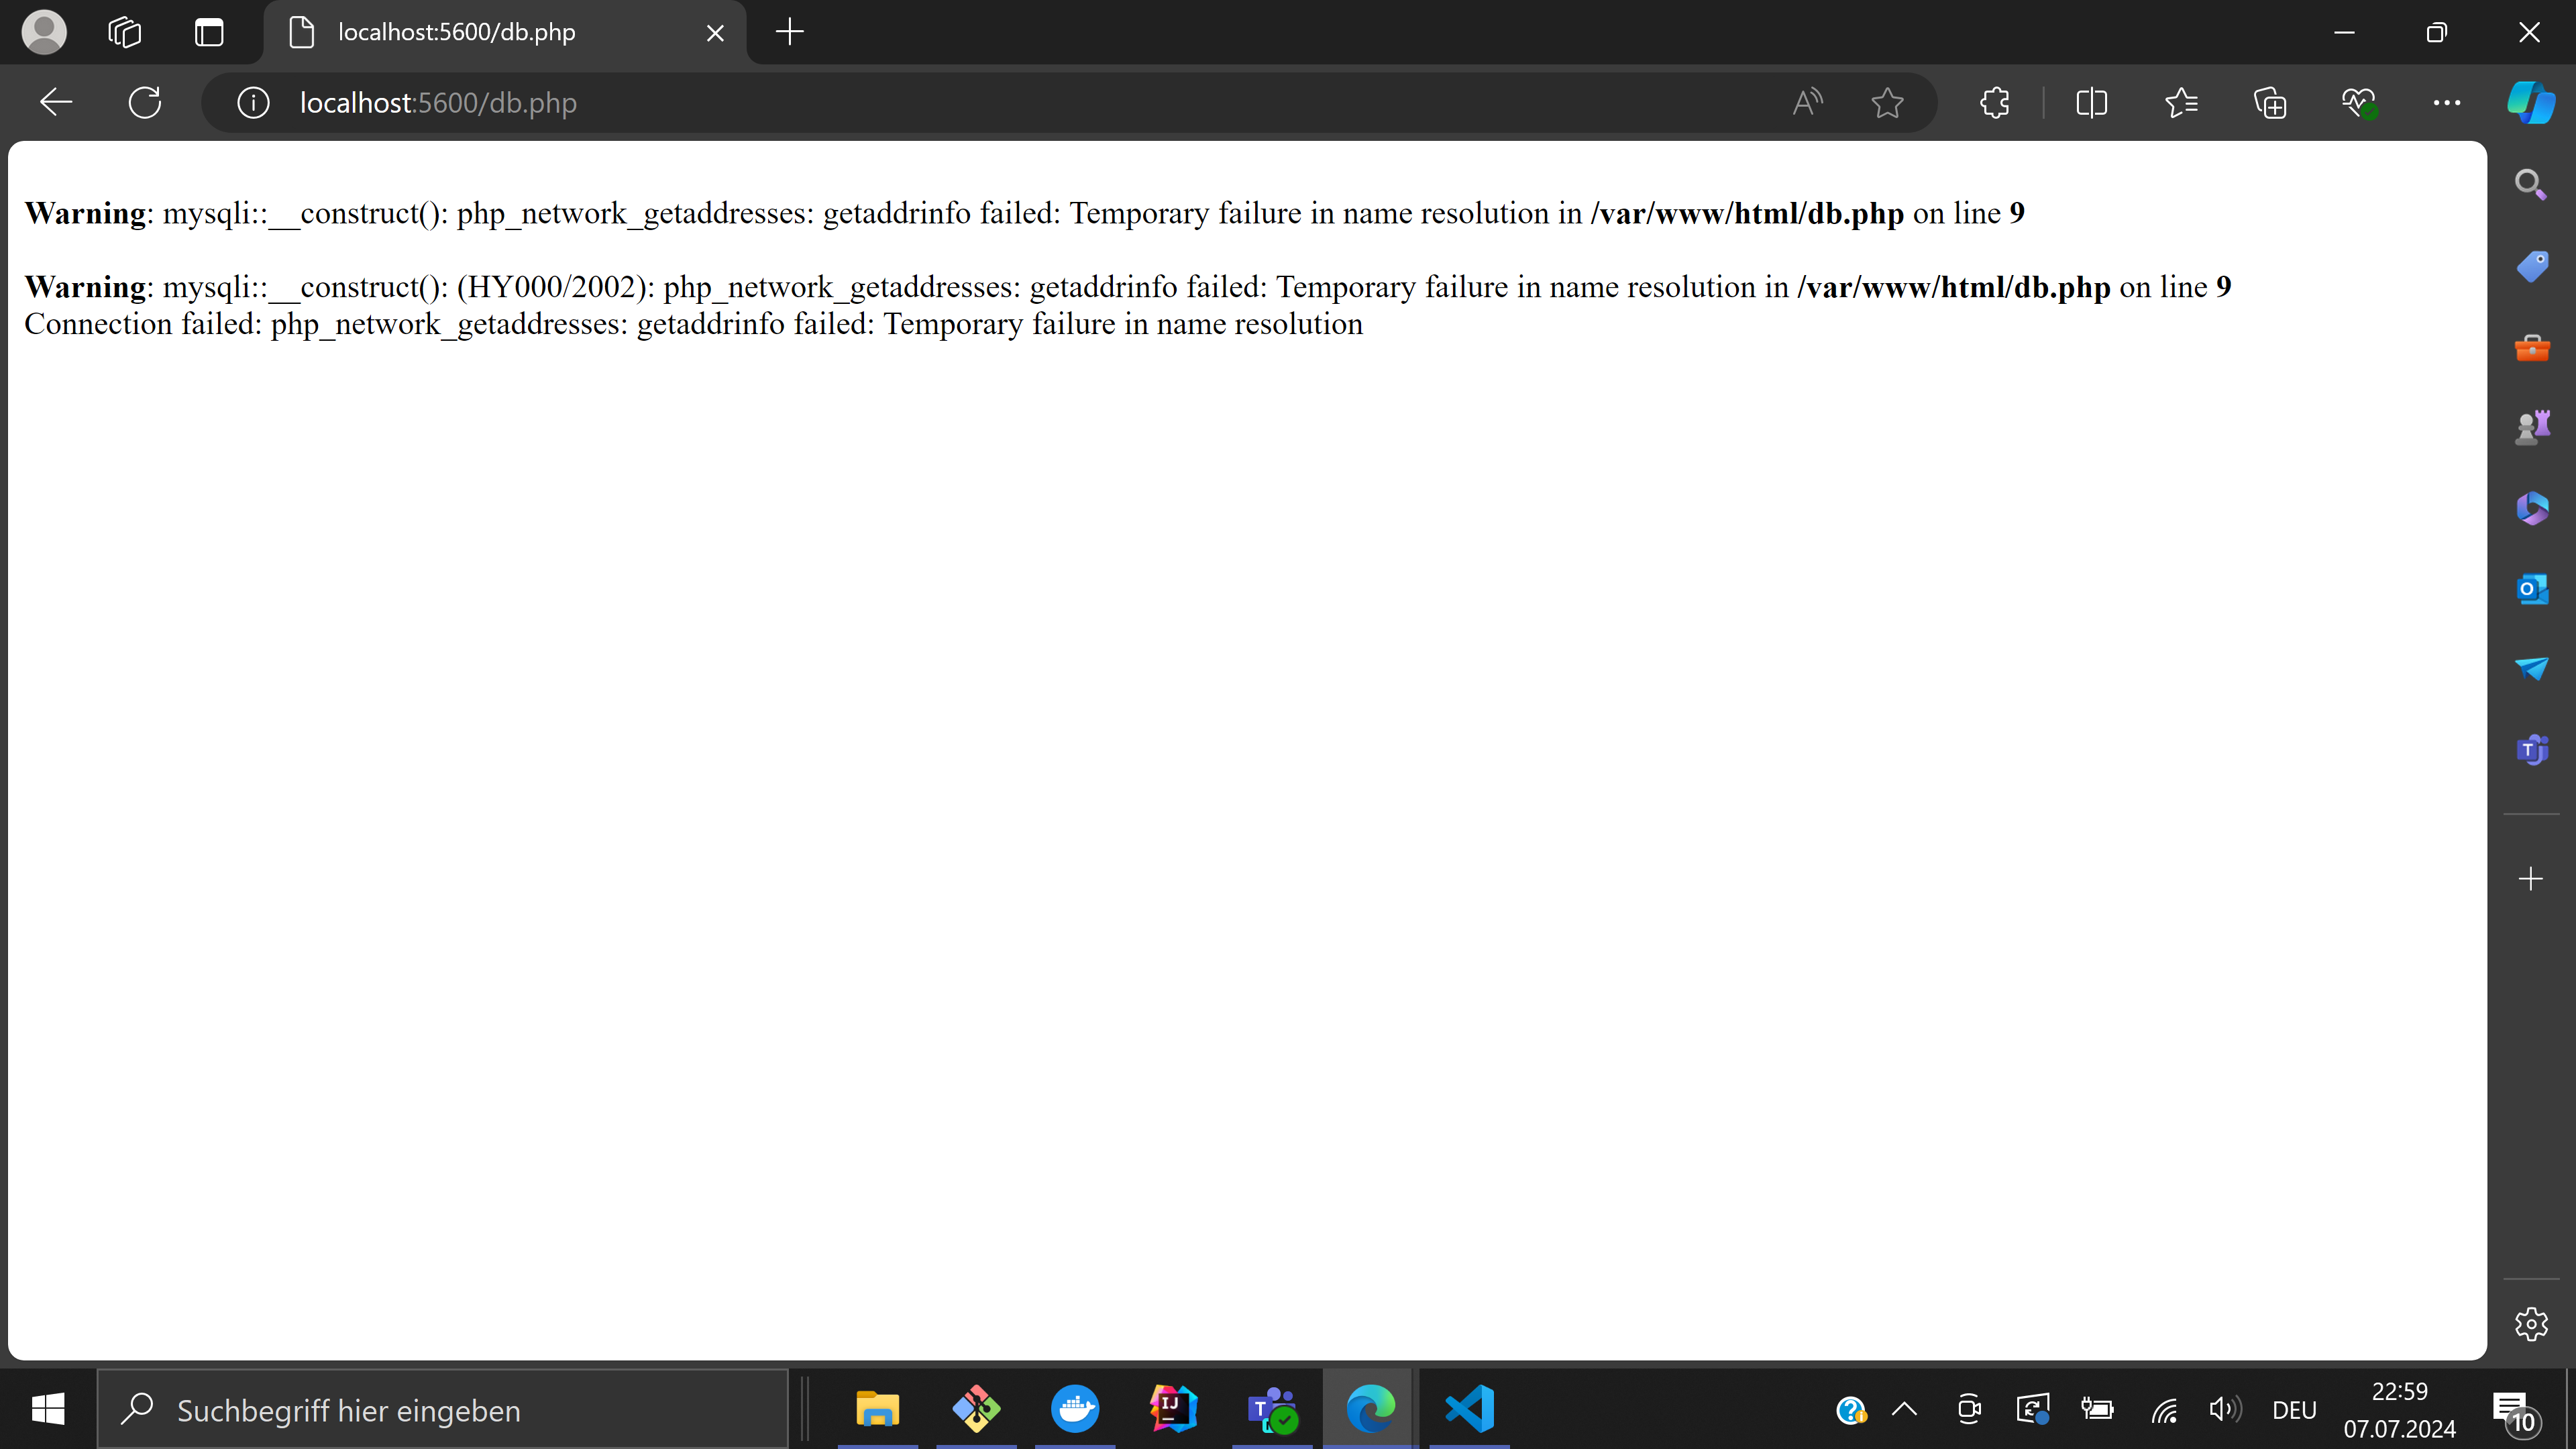 localhost:5600/db.php
localhost:5600/db.php
Warning: mysqli::__construct(): php_network_getaddresses: getaddrinfo failed: Temporary failure in name resolution in /var/www/html/db.php on line 9
Warning: mysqli::__construct(): (HY000/2002): php_network_getaddresses: getaddrinfo failed: Temporary failure in name resolution in /var/www/html/db.php on line 9
Connection failed: php_network_getaddresses: getaddrinfo failed: Temporary failure in name resolution
Suchbegriff hier eingeben
DEU
22:59
07.07.2024
10